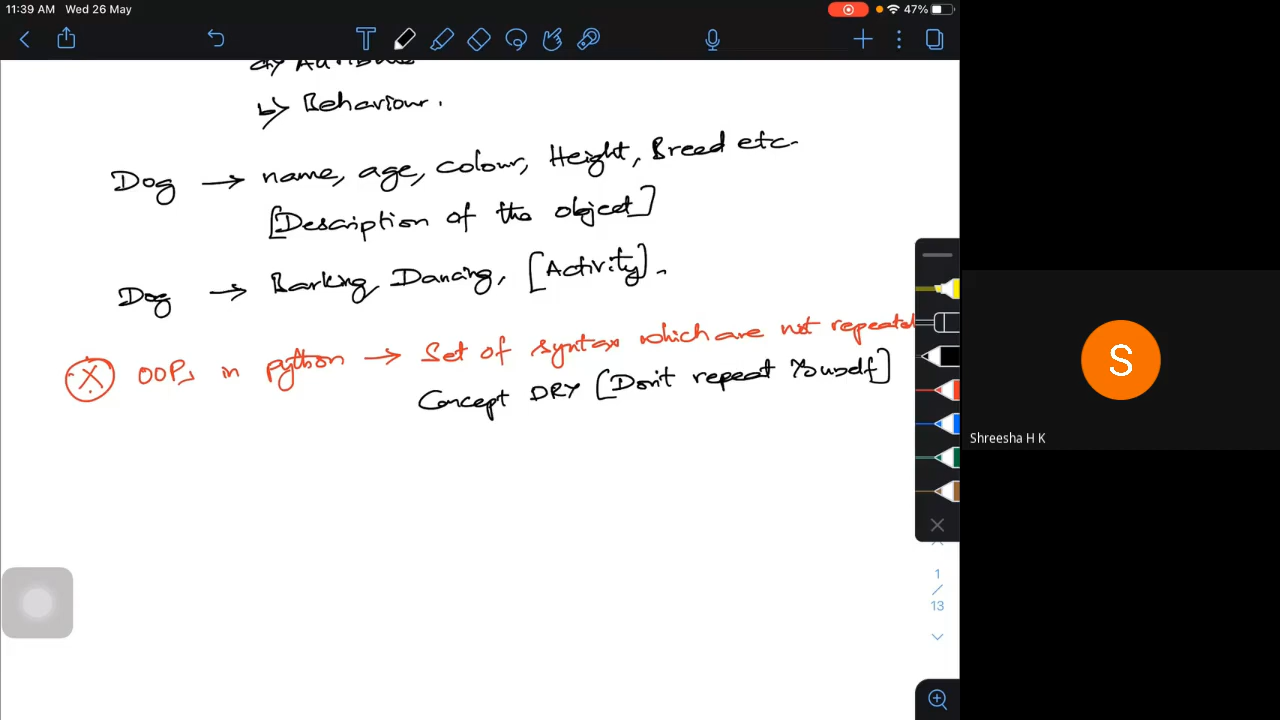 11:39 AM Wed 26 May
47%
a) Attribute
b) Behaviour.
Dog → name, age, colour, Height, Breed etc.
[Description of the object]
Dog → Barking, Dancing, [Activity].
X OOPs in python → Set of syntax which are not repeated
Concept DRY [Don't repeat Yourself]
1
/
13
S
Shreesha H K